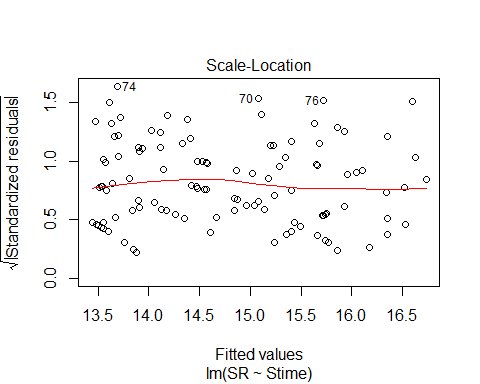 Scale-Location
√|Standardized residuals|
1.5
1.0
0.5
0.0
74
70
76
13.5 14.0 14.5 15.0 15.5 16.0 16.5
Fitted values
lm(SR ~ Stime)